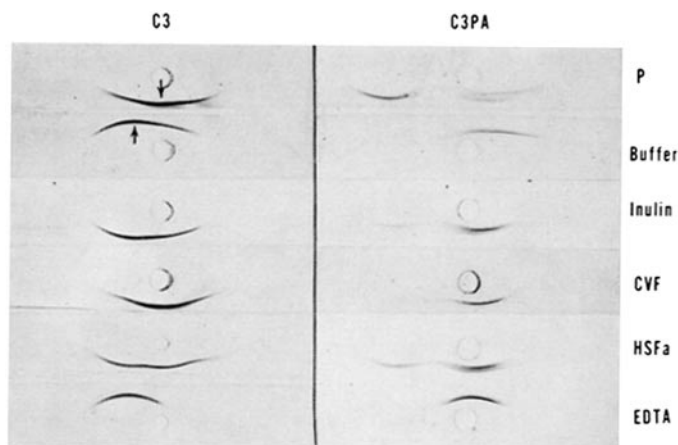 C3 C3PA
P
Buffer
Inulin
CVF
HSFa
EDTA